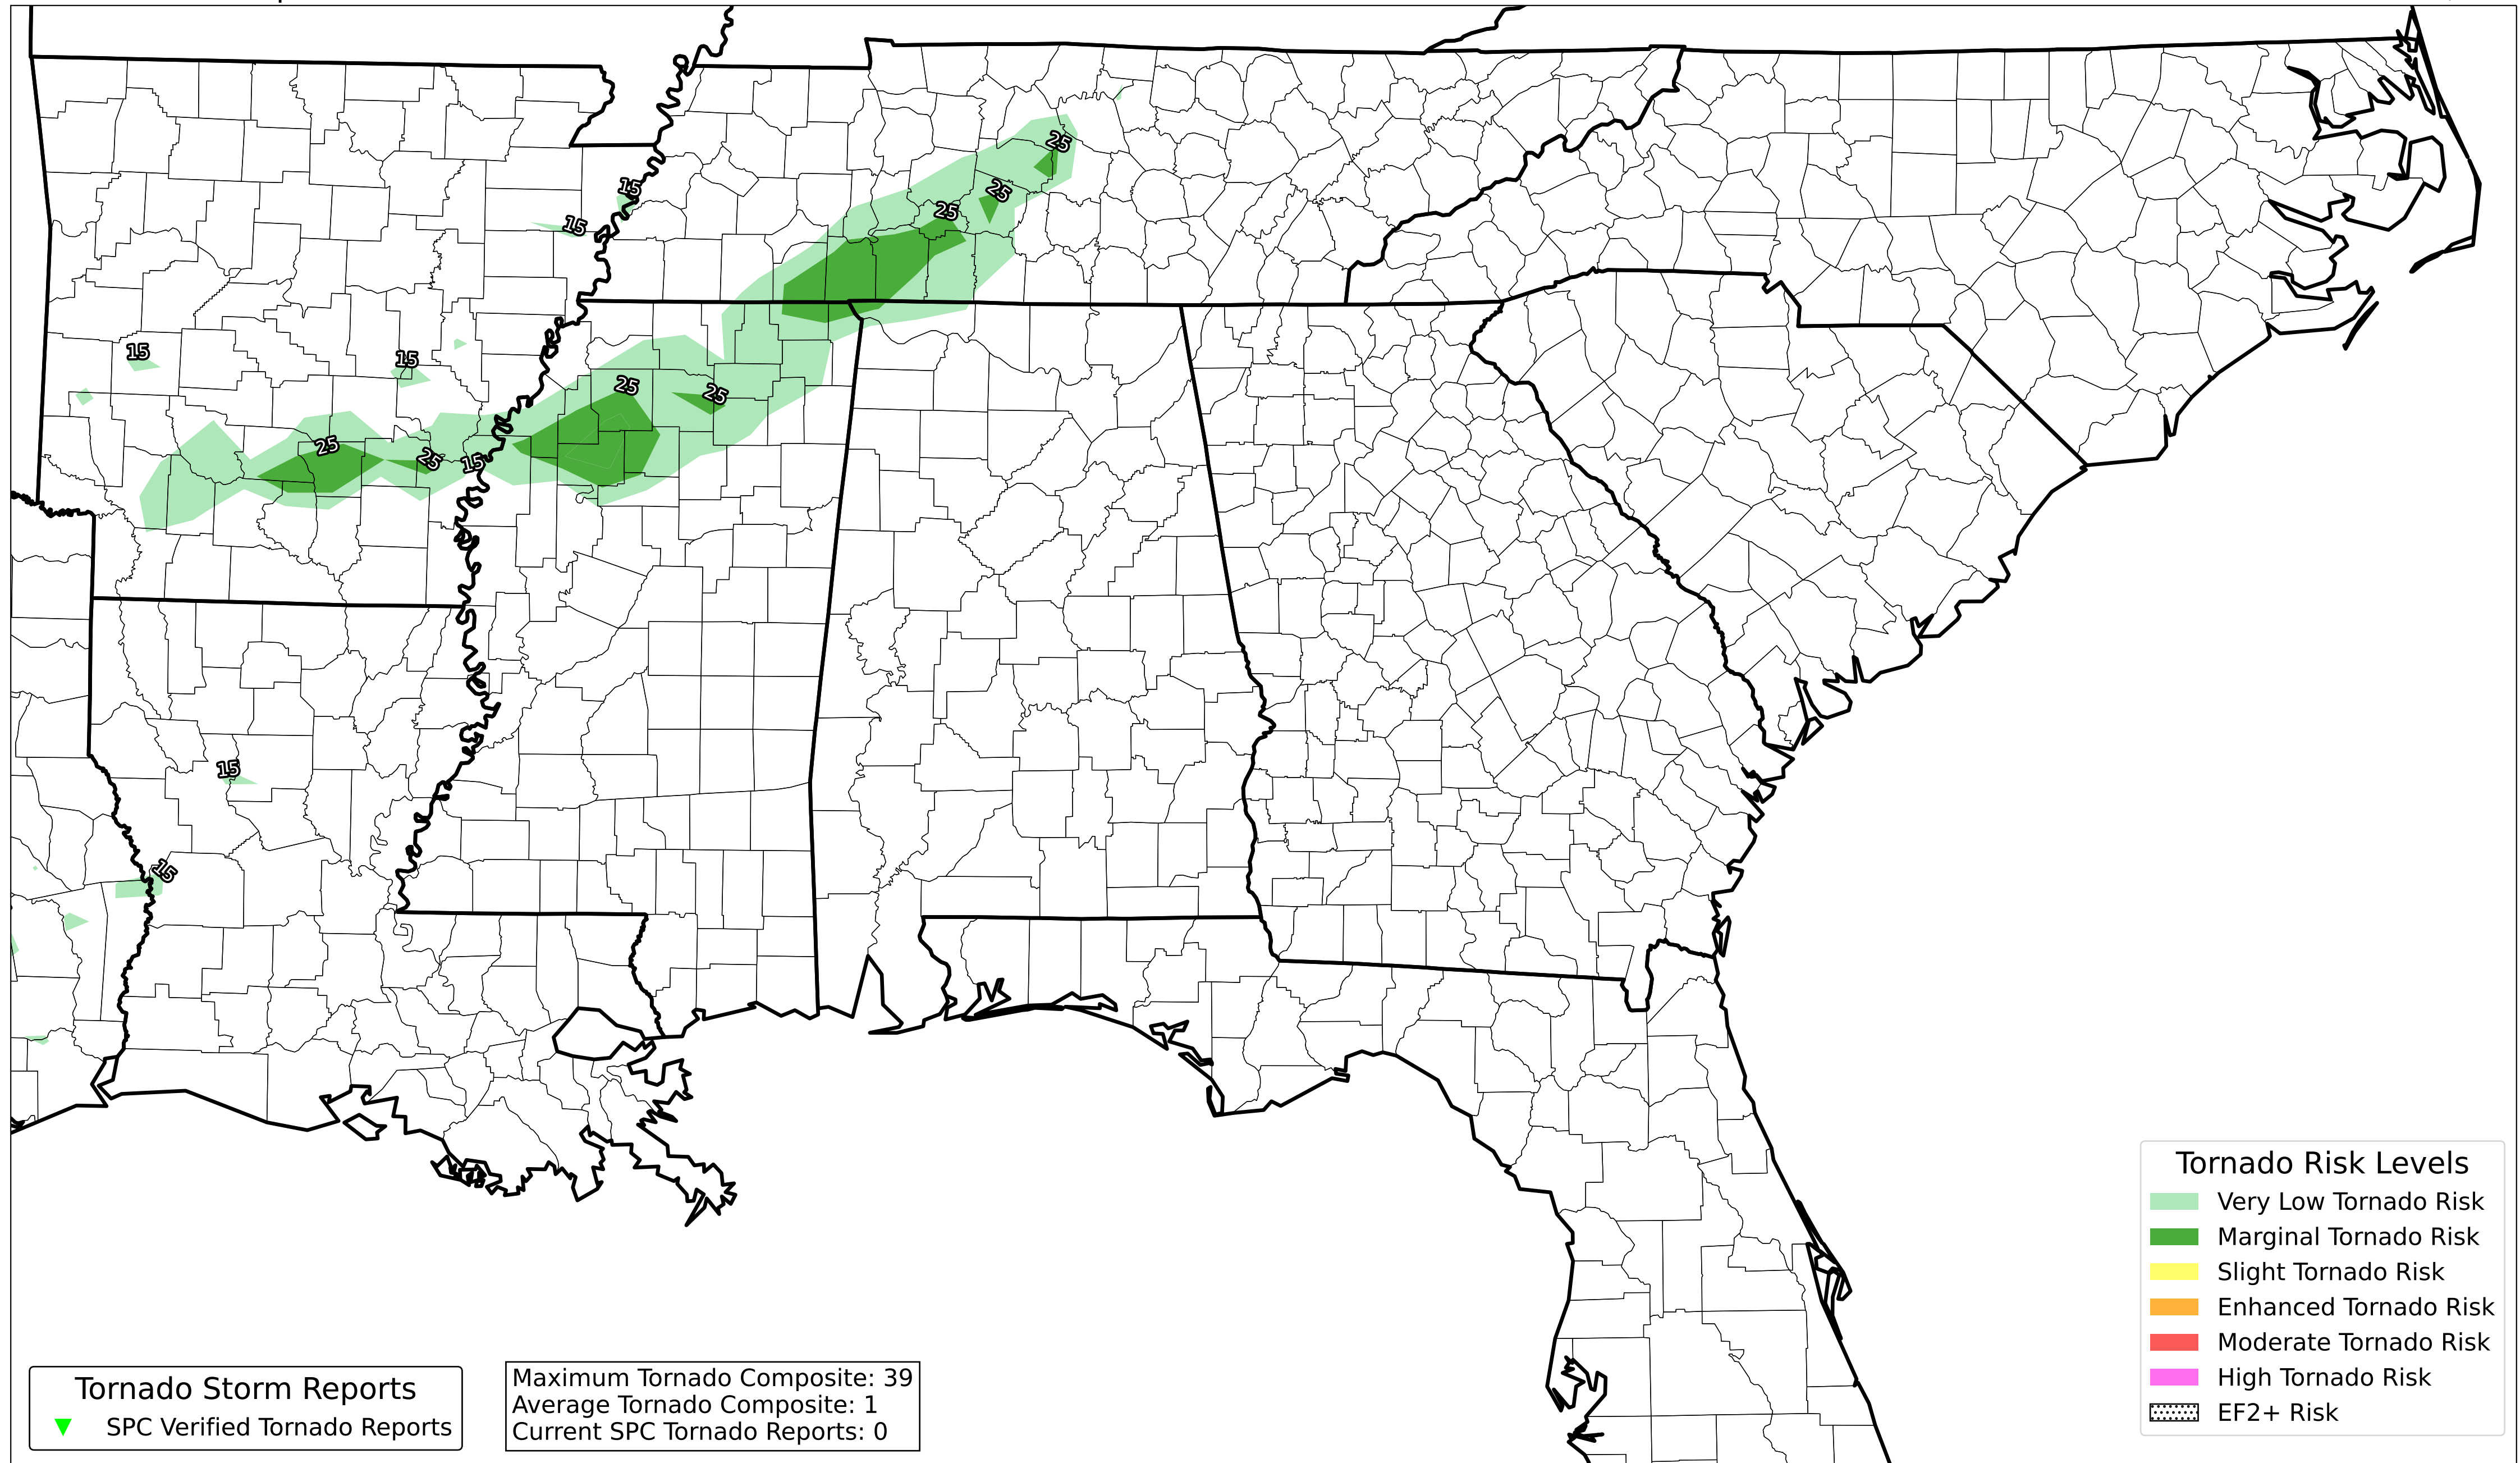 25
25
15
25
15
15
15
25
25
25
25
15
15
15
Tornado Risk Levels
Very Low Tornado Risk
Marginal Tornado Risk
Slight Tornado Risk
Enhanced Tornado Risk
Moderate Tornado Risk
High Tornado Risk
EF2+ Risk
Tornado Storm Reports
SPC Verified Tornado Reports
Maximum Tornado Composite: 39
Average Tornado Composite: 1
Current SPC Tornado Reports: 0